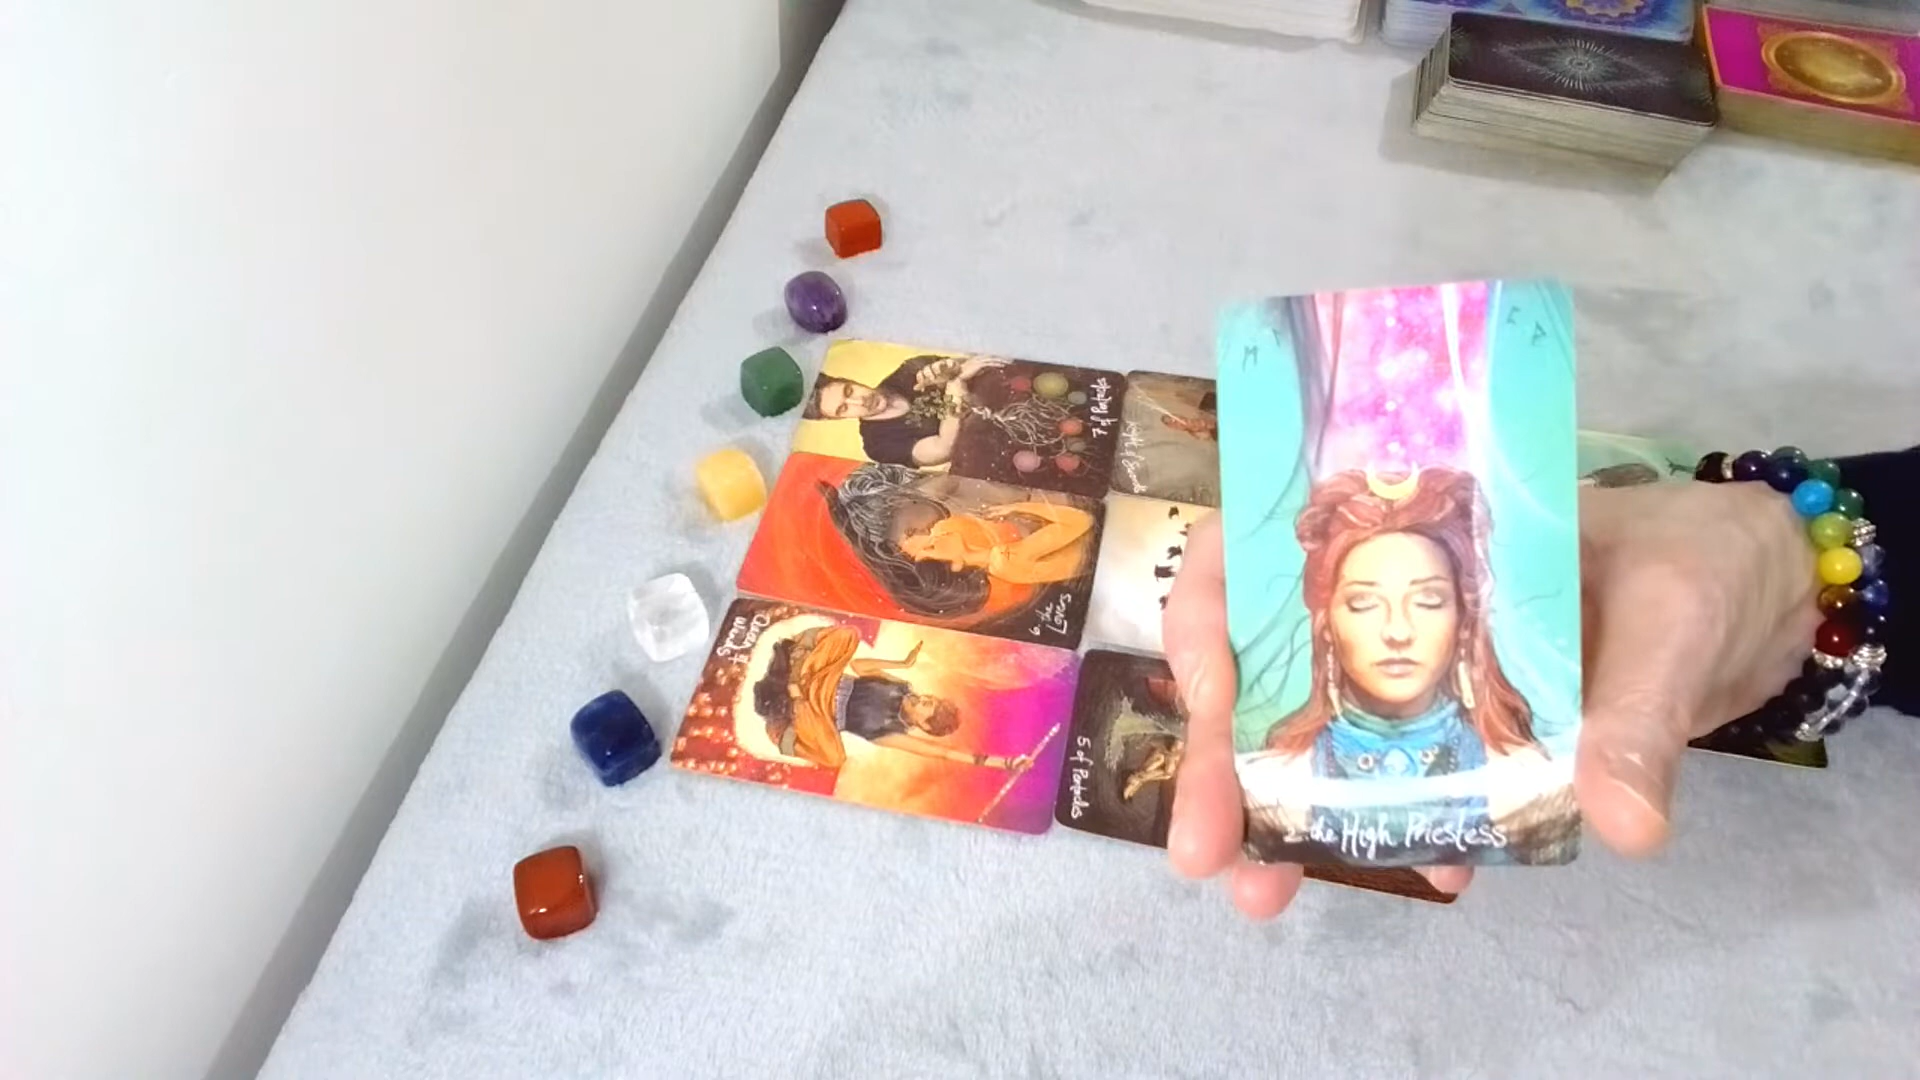 7 of Pentacles
6. the
Lovers
Queen of
Wands
5 of Pentacles
2. the High Priestess